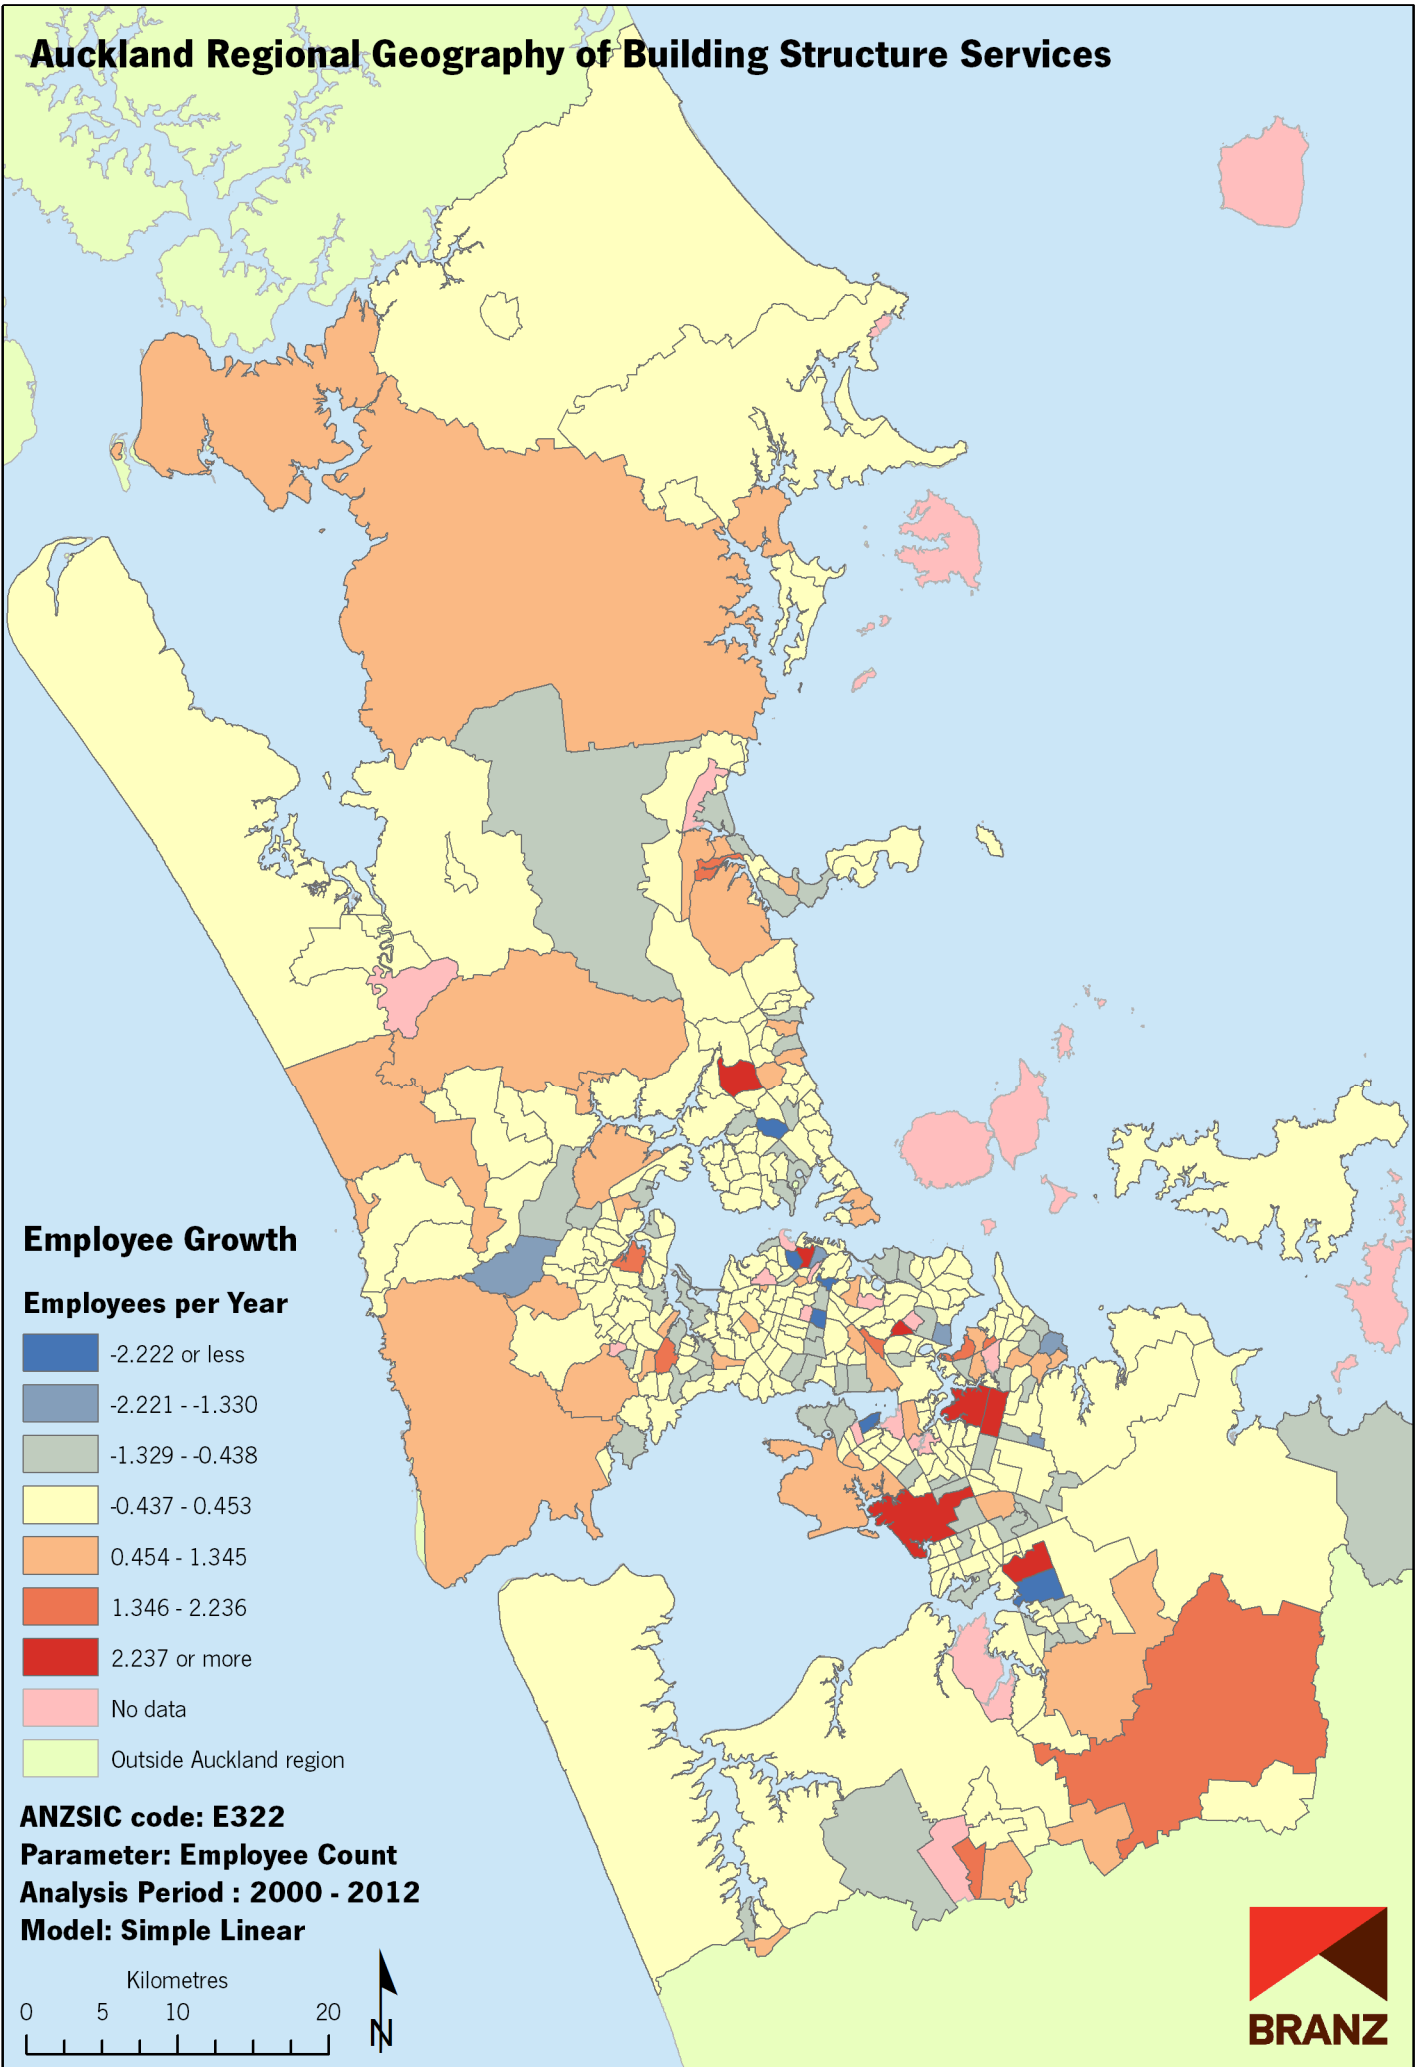 Auckland Regional Geography of Building Structure Services
Employee Growth
Employees per Year
-2.222 or less
-2.221 - -1.330
-1.329 - -0.438
-0.437 - 0.453
0.454 - 1.345
1.346 - 2.236
2.237 or more
No data
Outside Auckland region
ANZSIC code: E322
Parameter: Employee Count
Analysis Period : 2000 - 2012
Model: Simple Linear
Kilometres
0 5 10 20
N
BRANZ